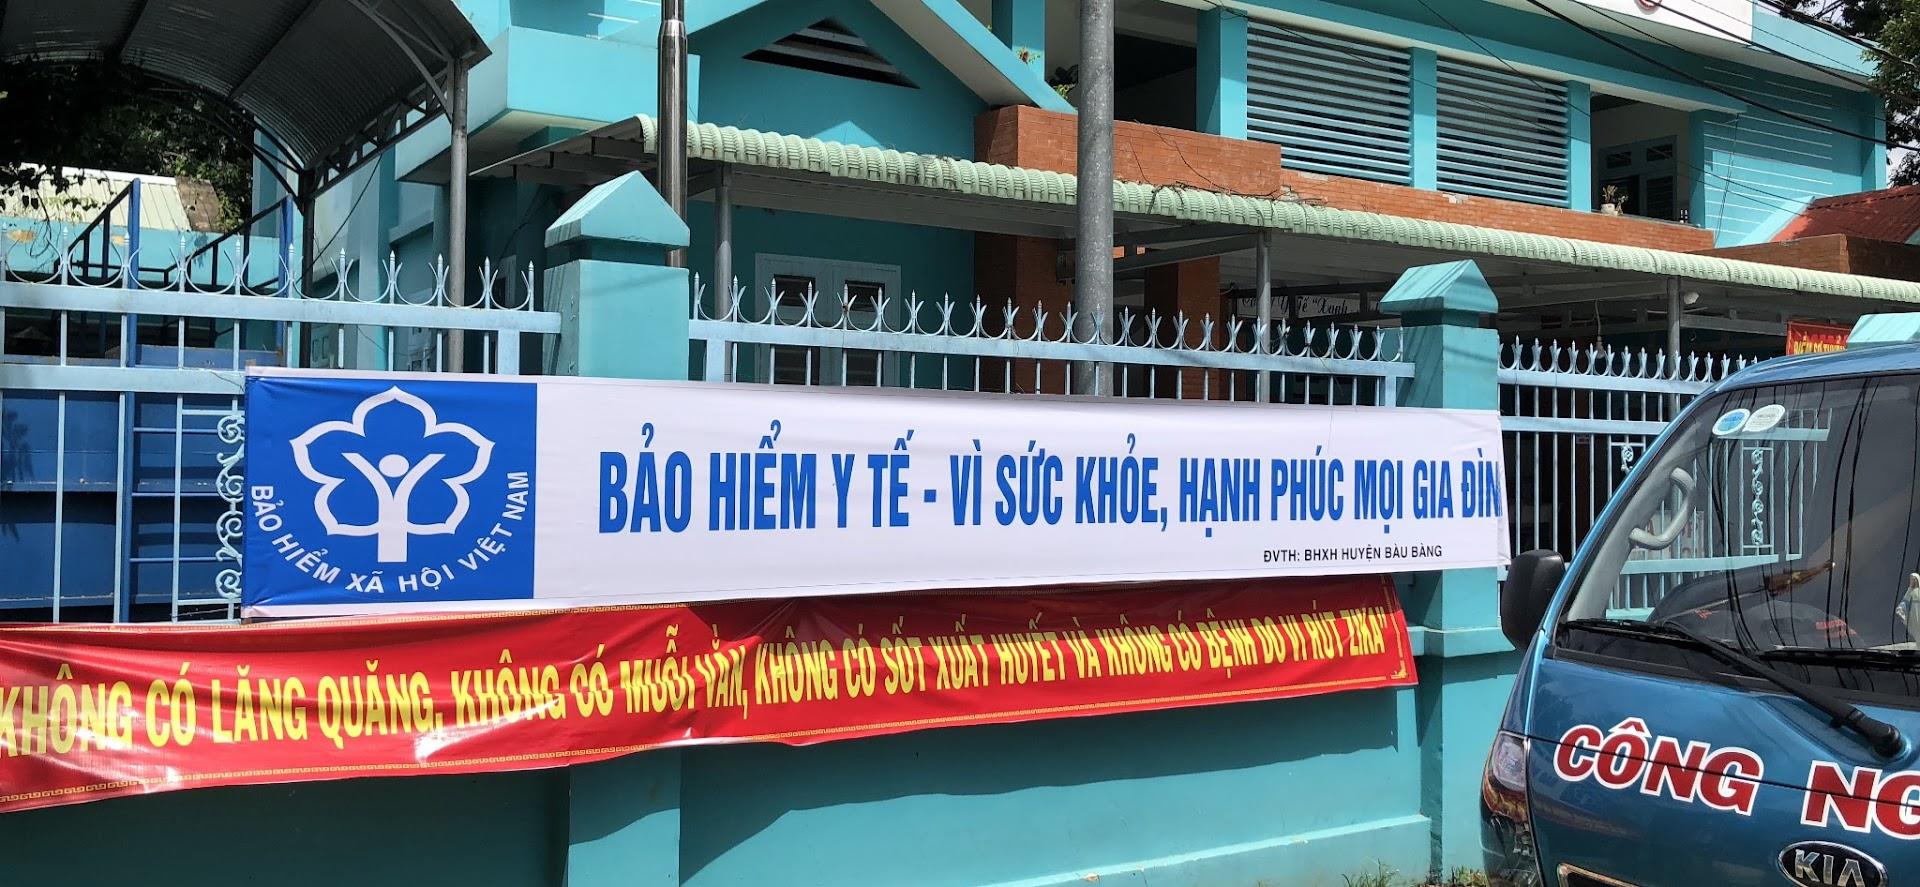 Y Tế "Xanh
BẢO HIỂM XÃ HỘI VIỆT NAM
BẢO HIỂM Y TẾ - VÌ SỨC KHỎE, HẠNH PHÚC MỌI GIA ĐÌN
ĐVTH: BHXH HUYỆN BÀU BÀNG
KHÔNG CÓ LĂNG QUĂNG, KHÔNG CÓ MUỖI VẰN, KHÔNG CÓ SỐT XUẤT HUYẾT VÀ KHÔNG CÓ BỆNH DO VI RÚT ZIKA"
CÔNG NG
KIA